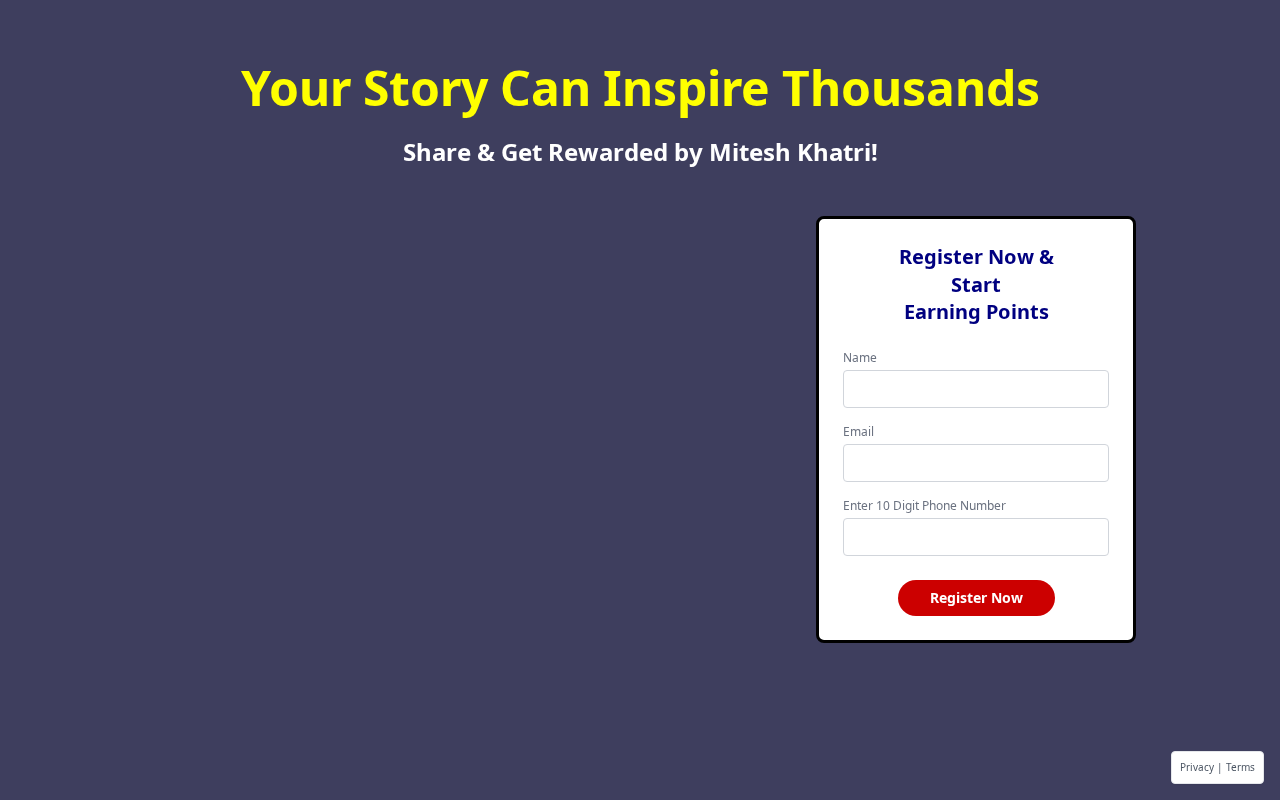 Your Story Can Inspire Thousands
Share & Get Rewarded by Mitesh Khatri!
Register Now &
Start
Earning Points
Name
Email
Enter 10 Digit Phone Number
Register Now
Privacy | Terms